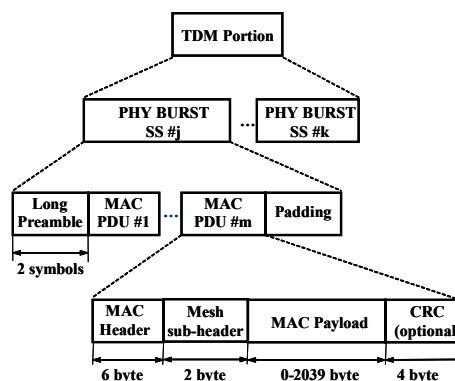 TDM Portion
PHY BURST
SS #j
...
PHY BURST
SS #k
Long
Preamble
MAC
PDU #1
...
MAC
PDU #m
Padding
2 symbols
MAC
Header
Mesh
sub-header
MAC Payload
CRC
(optional
6 byte
2 byte
0-2039 byte
4 byte